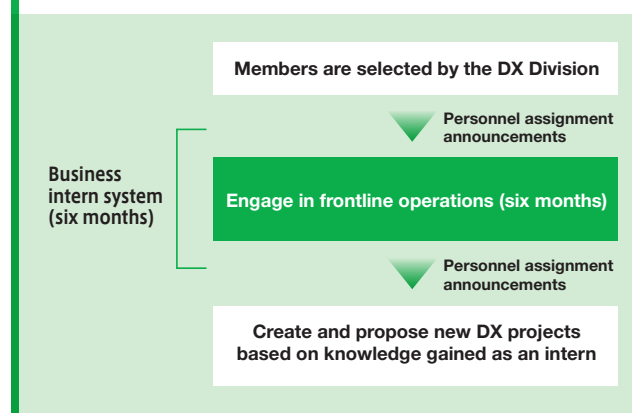 Members are selected by the DX Division
Personnel assignment
announcements
Business
intern system
(six months)
Engage in frontline operations (six months)
Personnel assignment
announcements
Create and propose new DX projects
based on knowledge gained as an intern